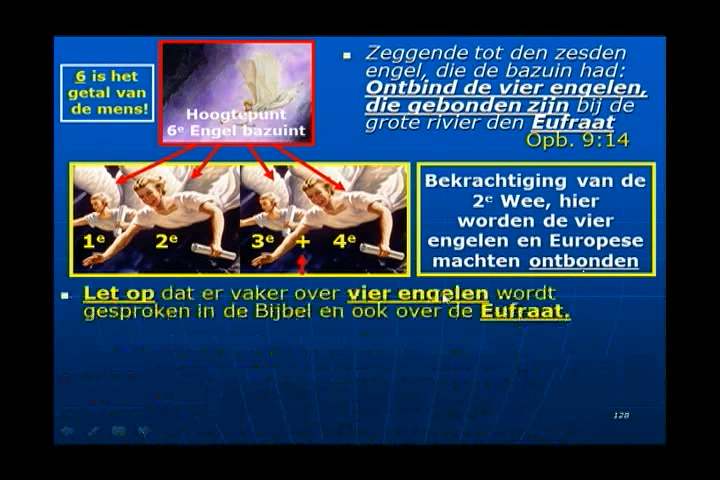 6 is het
getal van
de mens!
Hoogtepunt
6e Engel bazuint
Zeggende tot den zesden
engel, die de bazuin had:
Ontbind de vier engelen,
die gebonden zijn bij de
grote rivier den Eufraat
Opb. 9:14
1e 2e 3e + 4e
Bekrachtiging van de
2e Wee, hier
worden de vier
engelen en Europese
machten ontbonden
Let op dat er vaker over vier engelen wordt
gesproken in de Bijbel en ook over de Eufraat.
128